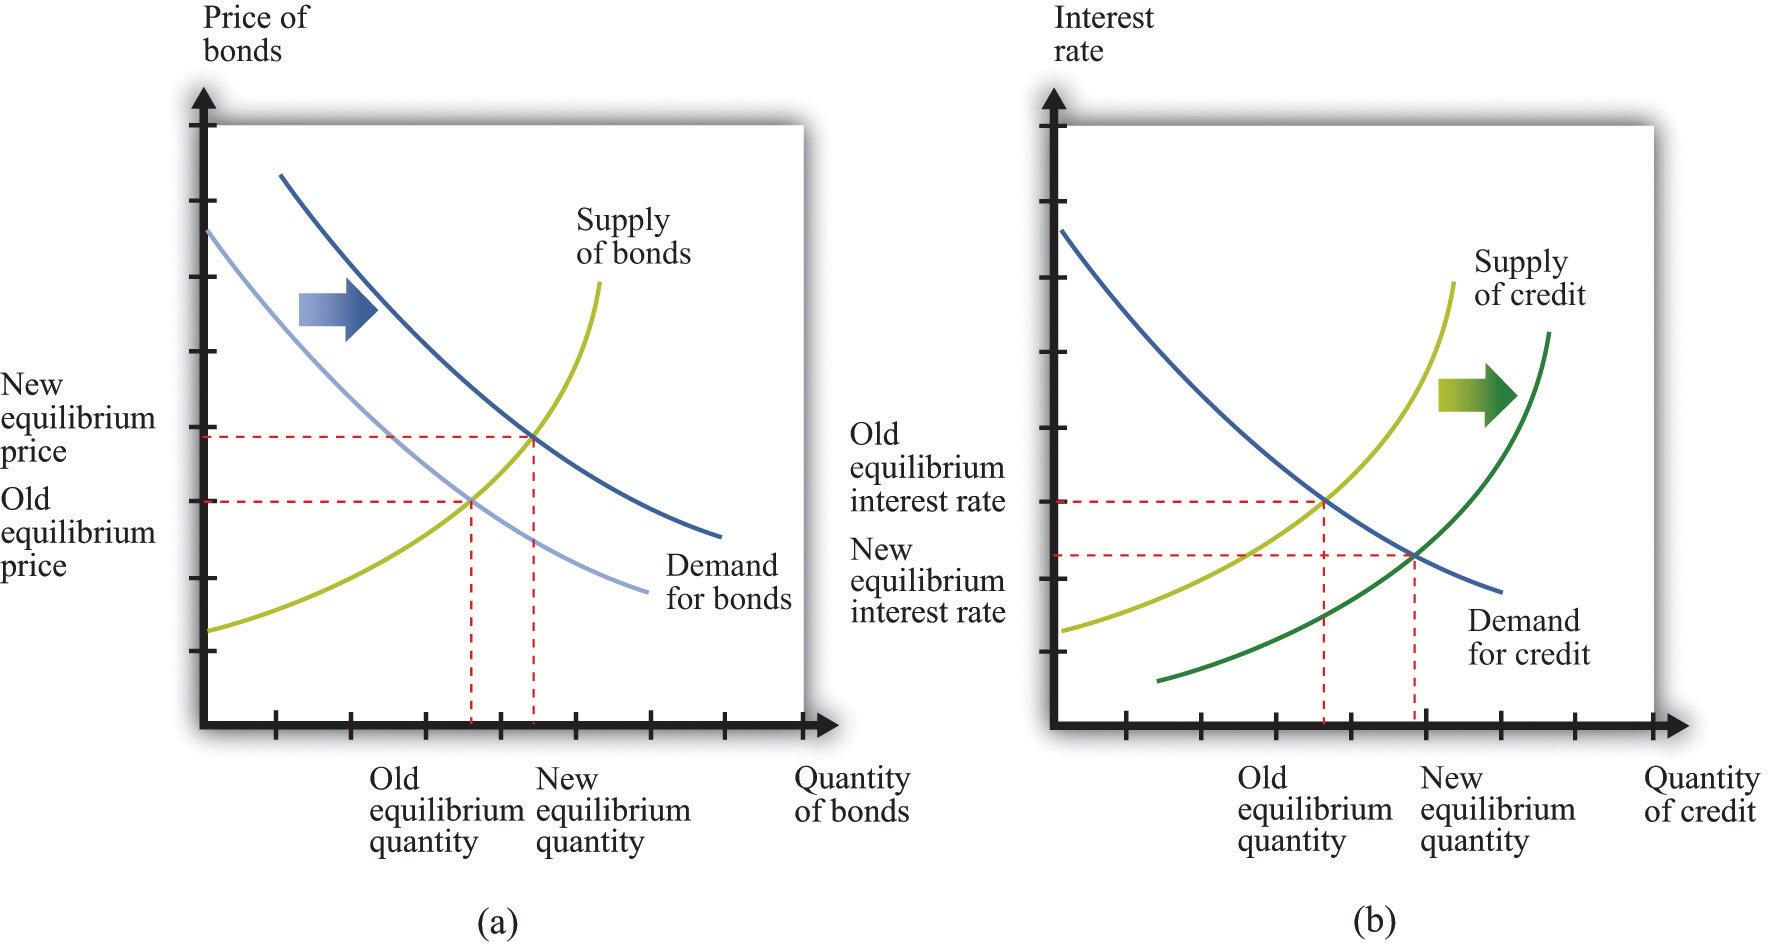 Price of
bonds
Supply
of bonds
New
equilibrium
price
Old
equilibrium
price
Demand
for bonds
Old
equilibrium
quantity
New
equilibrium
quantity
Quantity
of bonds
(a)
Interest
rate
Supply
of credit
Old
equilibrium
interest rate
New
equilibrium
interest rate
Demand
for credit
Old
equilibrium
quantity
New
equilibrium
quantity
Quantity
of credit
(b)